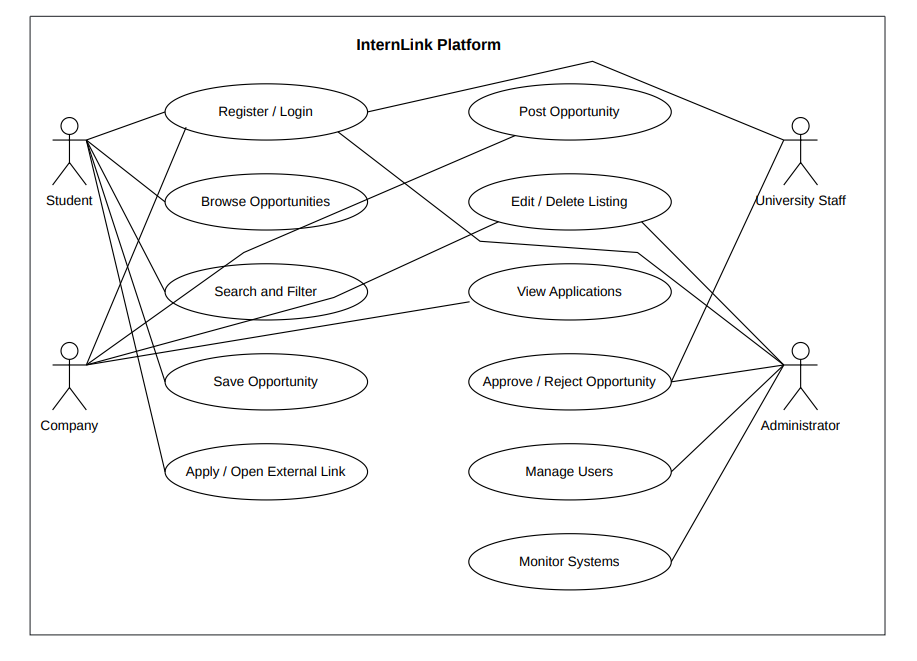 InternLink Platform
Register / Login
Post Opportunity
Student
Browse Opportunities
Edit / Delete Listing
University Staff
Search and Filter
View Applications
Save Opportunity
Approve / Reject Opportunity
Company
Administrator
Apply / Open External Link
Manage Users
Monitor Systems